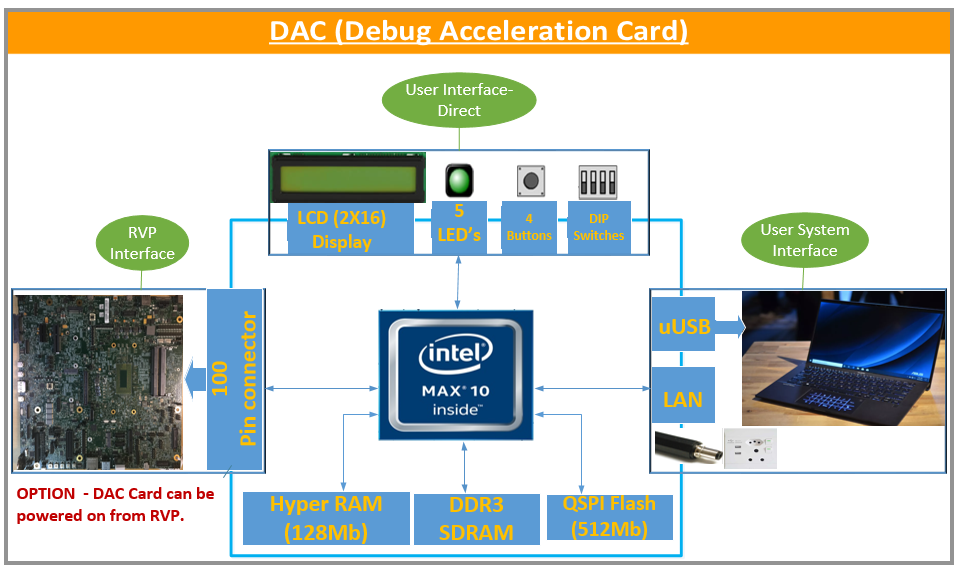 DAC (Debug Acceleration Card)
User Interface-
Direct
LCD (2X16)
Display
5
LED’s
4
Buttons
DIP
Switches
RVP
Interface
User System
Interface
100
Pin connector
intel
MAX® 10
inside™
uUSB
LAN
OPTION - DAC Card can be
powered on from RVP.
Hyper RAM
(128Mb)
DDR3
SDRAM
QSPI Flash
(512Mb)